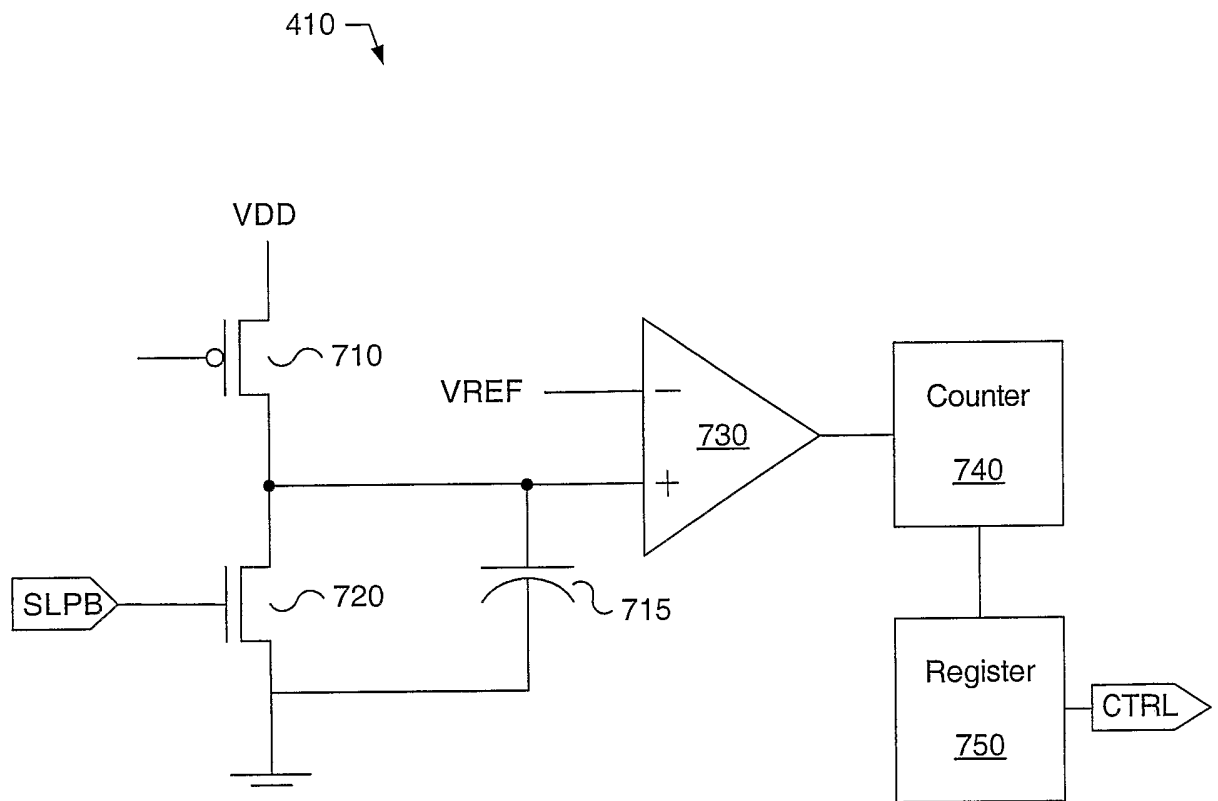 410
VDD
710
VREF
−
730
+
Counter
740
SLPB
720
715
Register
750
CTRL